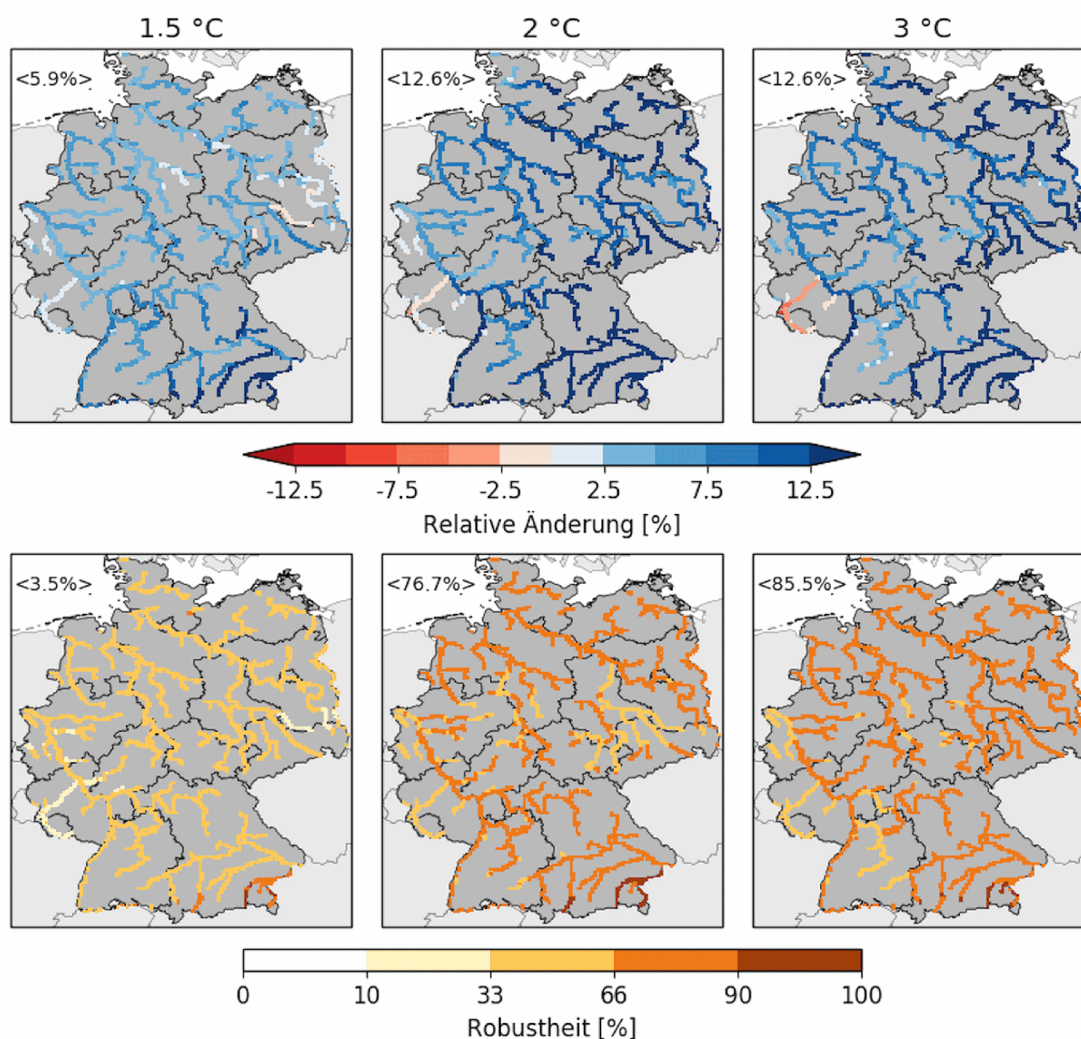 1.5 °C 2 °C 3 °C
<5.9%> <12.6%> <12.6%>
-12.5 -7.5 -2.5 2.5 7.5 12.5
Relative Änderung [%]
<3.5%> <76.7%> <85.5%>
0 10 33 66 90 100
Robustheit [%]